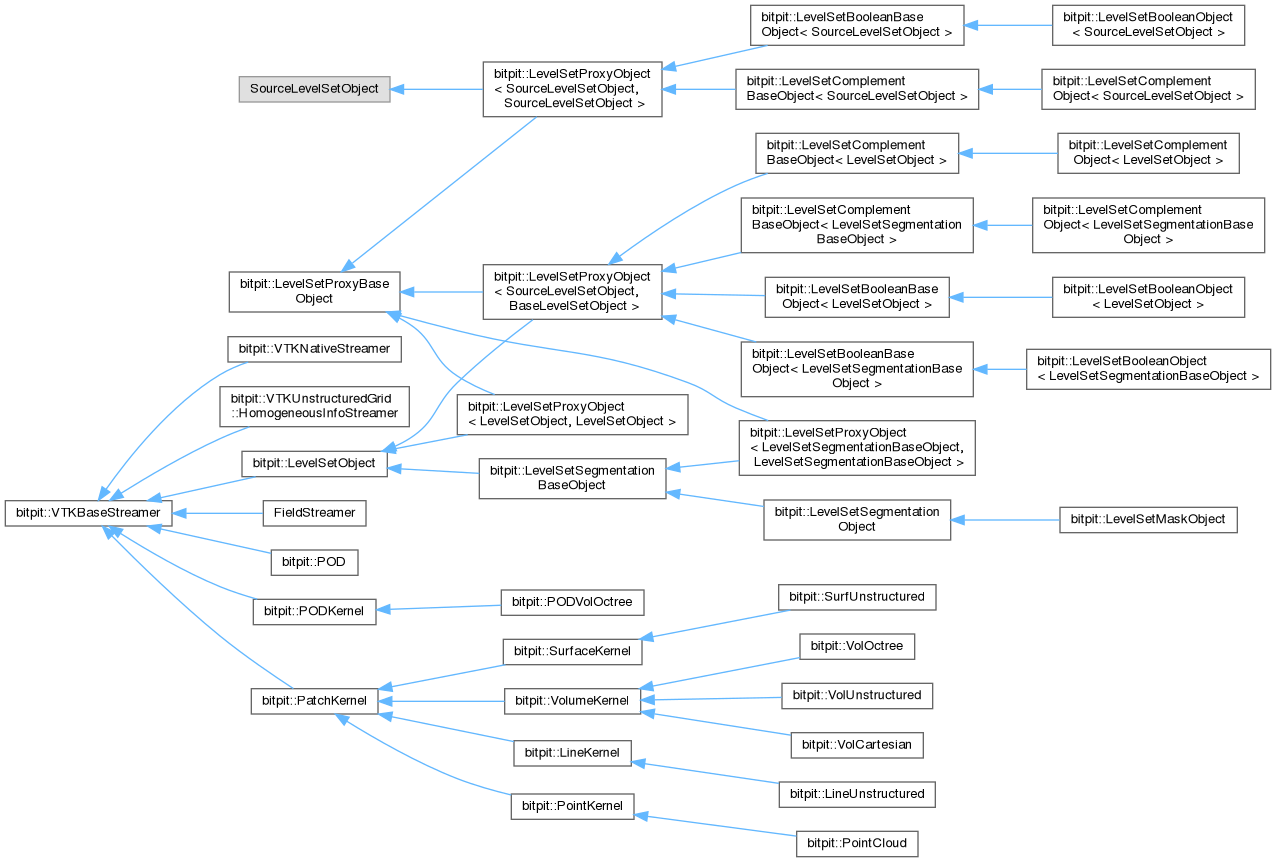 bitpit::LevelSetBooleanBase
Object< SourceLevelSetObject >
bitpit::LevelSetBooleanObject
< SourceLevelSetObject >
SourceLevelSetObject
bitpit::LevelSetProxyObject
< SourceLevelSetObject,
SourceLevelSetObject >
bitpit::LevelSetComplement
BaseObject< SourceLevelSetObject >
bitpit::LevelSetComplement
Object< SourceLevelSetObject >
bitpit::LevelSetComplement
BaseObject< LevelSetObject >
bitpit::LevelSetComplement
Object< LevelSetObject >
bitpit::LevelSetComplement
BaseObject< LevelSetSegmentation
BaseObject >
bitpit::LevelSetComplement
Object< LevelSetSegmentationBase
Object >
bitpit::LevelSetProxyBase
Object
bitpit::LevelSetProxyObject
< SourceLevelSetObject,
BaseLevelSetObject >
bitpit::LevelSetBooleanBase
Object< LevelSetObject >
bitpit::LevelSetBooleanObject
< LevelSetObject >
bitpit::VTKNativeStreamer
bitpit::LevelSetBooleanBase
Object< LevelSetSegmentationBase
Object >
bitpit::LevelSetBooleanObject
< LevelSetSegmentationBaseObject >
bitpit::VTKUnstructuredGrid
::HomogeneousInfoStreamer
bitpit::LevelSetProxyObject
< LevelSetObject, LevelSetObject >
bitpit::LevelSetProxyObject
< LevelSetSegmentationBaseObject,
LevelSetSegmentationBaseObject >
bitpit::LevelSetObject
bitpit::LevelSetSegmentation
BaseObject
bitpit::VTKBaseStreamer
FieldStreamer
bitpit::LevelSetSegmentation
Object
bitpit::LevelSetMaskObject
bitpit::POD
bitpit::PODKernel
bitpit::PODVolOctree
bitpit::SurfUnstructured
bitpit::SurfaceKernel
bitpit::VolOctree
bitpit::PatchKernel
bitpit::VolumeKernel
bitpit::VolUnstructured
bitpit::VolCartesian
bitpit::LineKernel
bitpit::LineUnstructured
bitpit::PointKernel
bitpit::PointCloud